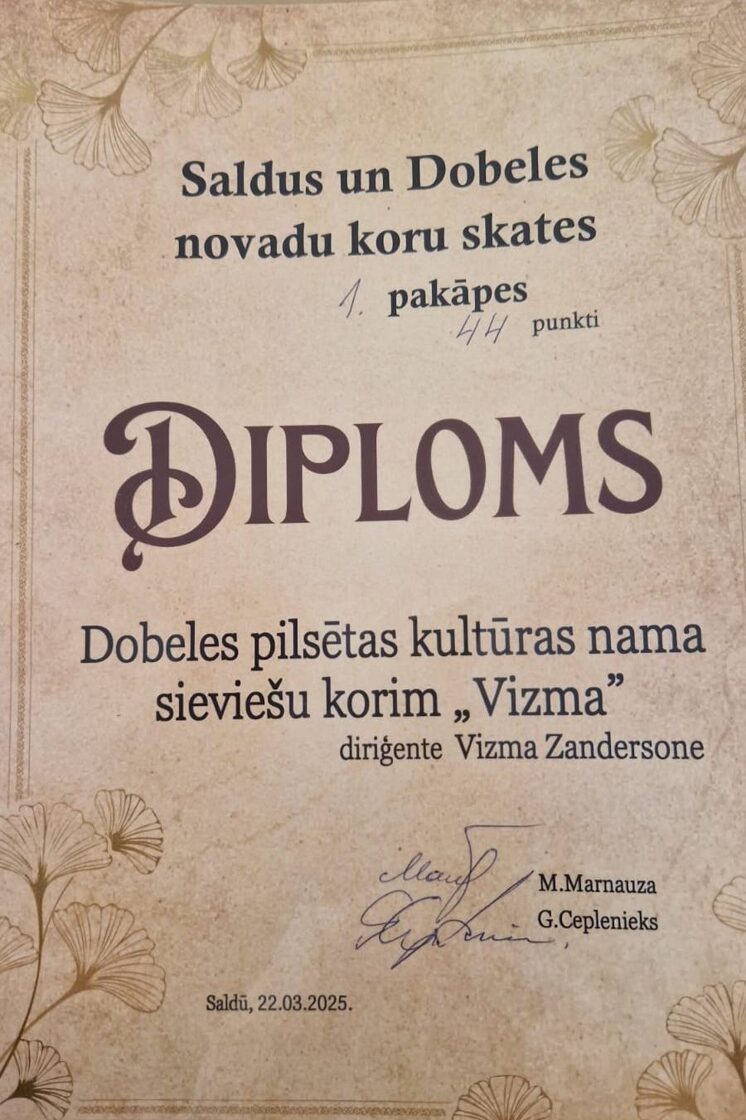 Saldus un Dobeles
novadu koru skates
1. pakāpes
44 punkti
DIPLOMS
Dobeles pilsētas kultūras nama
sieviešu korim „Vizma”
diriģente Vizma Zandersone
M.Marnauza
G.Ceplenieks
Saldū, 22.03.2025.